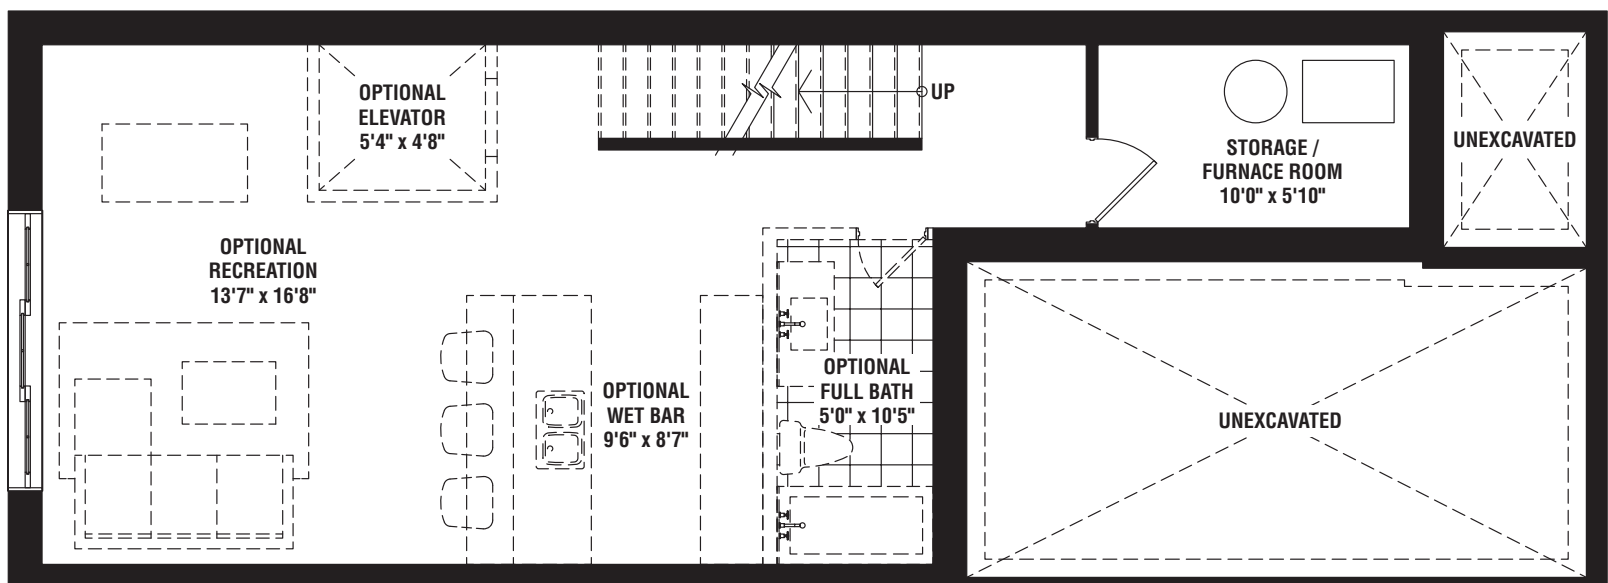 OPTIONAL
ELEVATOR
5'4" x 4'8"
UP
STORAGE /
FURNACE ROOM
10'0" x 5'10"
UNEXCAVATED
OPTIONAL
RECREATION
13'7" x 16'8"
OPTIONAL
WET BAR
9'6" x 8'7"
OPTIONAL
FULL BATH
5'0" x 10'5"
UNEXCAVATED